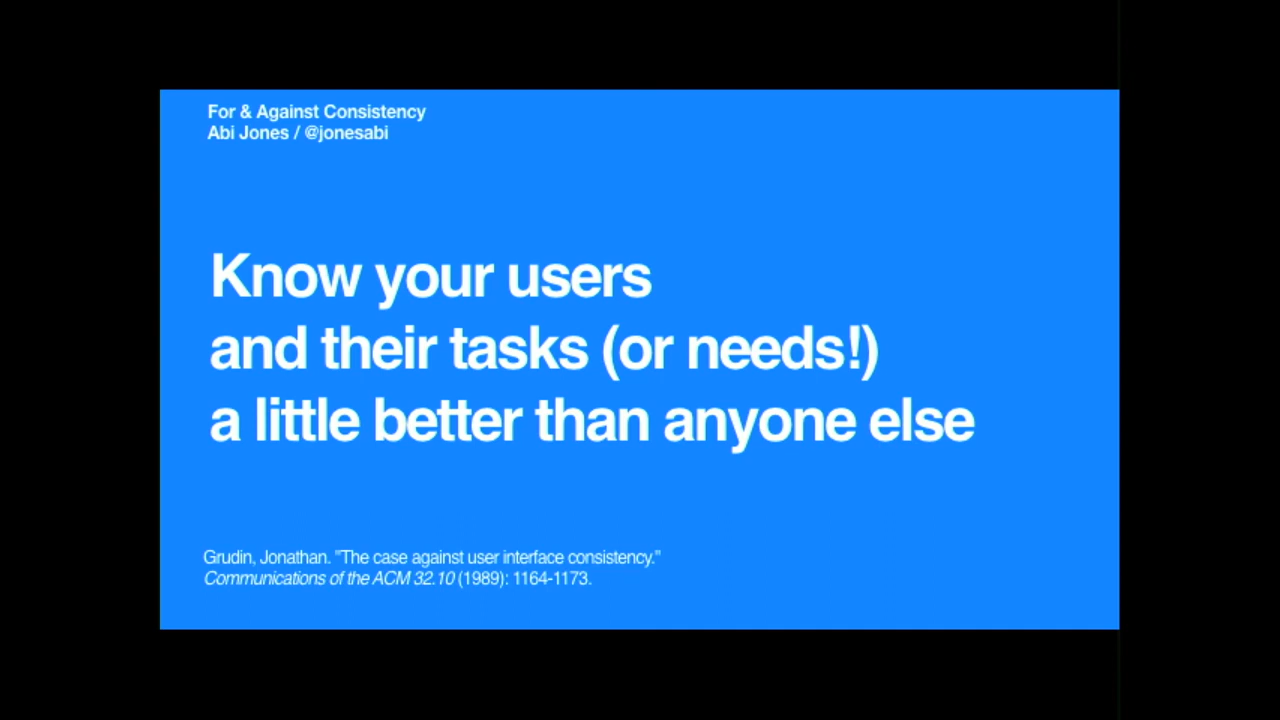 For & Against Consistency
Abi Jones / @jonesabi
Know your users
and their tasks (or needs!)
a little better than anyone else
Grudin, Jonathan. "The case against user interface consistency."
Communications of the ACM 32.10 (1989): 1164-1173.